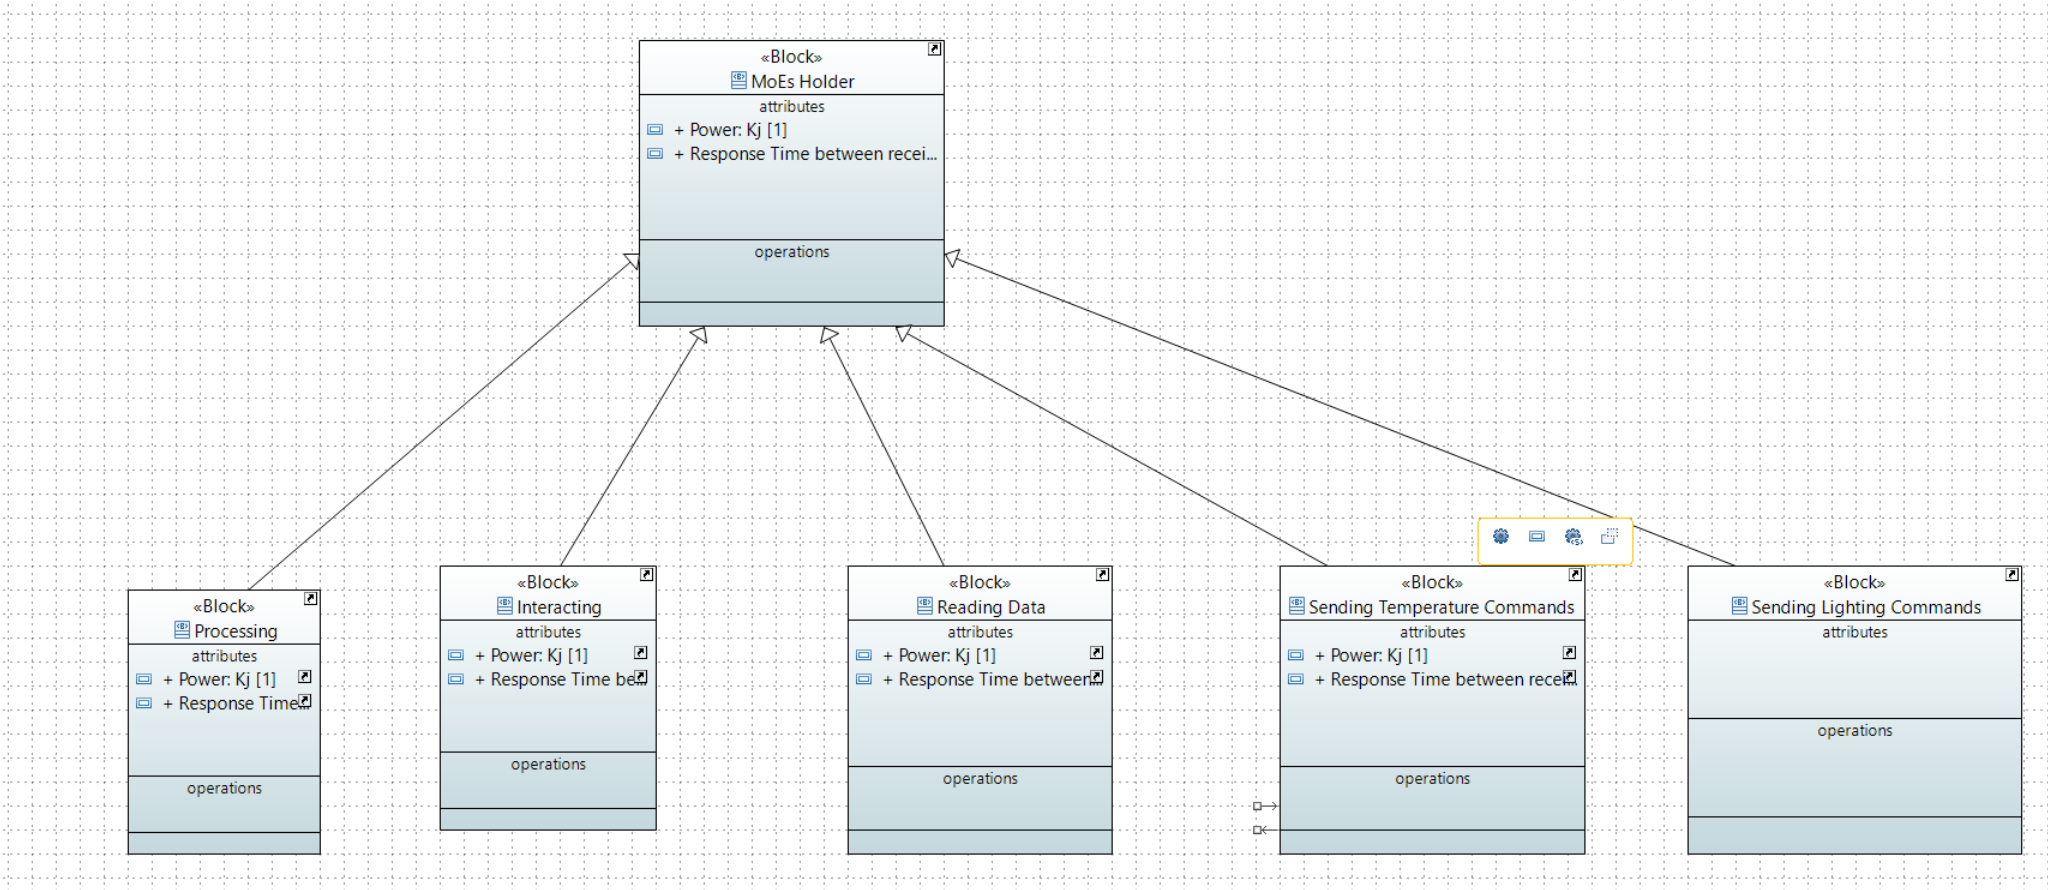 «Block»
MoEs Holder
attributes
+ Power: Kj [1]
+ Response Time between recei...
operations
«Block»
Processing
attributes
+ Power: Kj [1]
+ Response Time...
operations
«Block»
Interacting
attributes
+ Power: Kj [1]
+ Response Time be...
operations
«Block»
Reading Data
attributes
+ Power: Kj [1]
+ Response Time between...
operations
«Block»
Sending Temperature Commands
attributes
+ Power: Kj [1]
+ Response Time between recei...
operations
«Block»
Sending Lighting Commands
attributes
operations